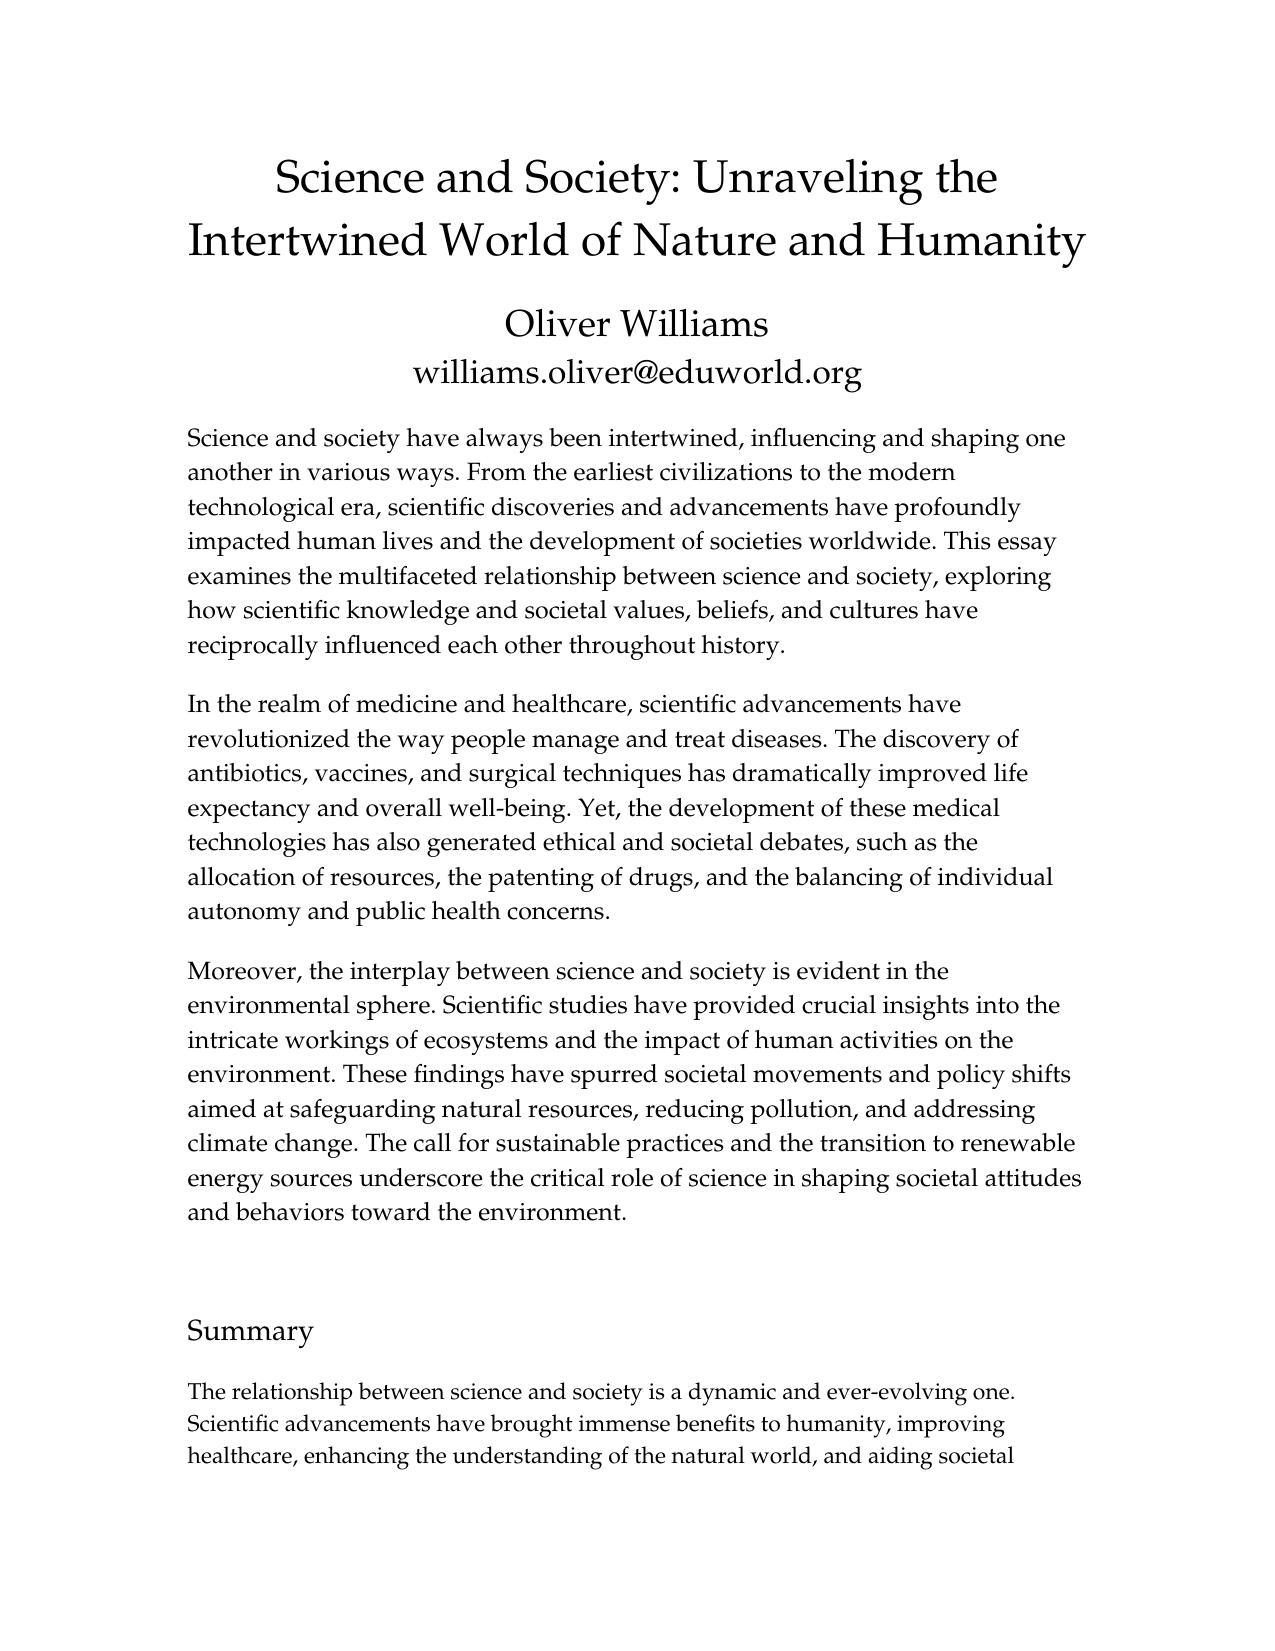 Science and Society: Unraveling the
Intertwined World of Nature and Humanity
Oliver Williams
williams.oliver@eduworld.org
Science and society have always been intertwined, influencing and shaping one
another in various ways. From the earliest civilizations to the modern
technological era, scientific discoveries and advancements have profoundly
impacted human lives and the development of societies worldwide. This essay
examines the multifaceted relationship between science and society, exploring
how scientific knowledge and societal values, beliefs, and cultures have
reciprocally influenced each other throughout history.
In the realm of medicine and healthcare, scientific advancements have
revolutionized the way people manage and treat diseases. The discovery of
antibiotics, vaccines, and surgical techniques has dramatically improved life
expectancy and overall well-being. Yet, the development of these medical
technologies has also generated ethical and societal debates, such as the
allocation of resources, the patenting of drugs, and the balancing of individual
autonomy and public health concerns.
Moreover, the interplay between science and society is evident in the
environmental sphere. Scientific studies have provided crucial insights into the
intricate workings of ecosystems and the impact of human activities on the
environment. These findings have spurred societal movements and policy shifts
aimed at safeguarding natural resources, reducing pollution, and addressing
climate change. The call for sustainable practices and the transition to renewable
energy sources underscore the critical role of science in shaping societal attitudes
and behaviors toward the environment.
Summary
The relationship between science and society is a dynamic and ever-evolving one.
Scientific advancements have brought immense benefits to humanity, improving
healthcare, enhancing the understanding of the natural world, and aiding societal